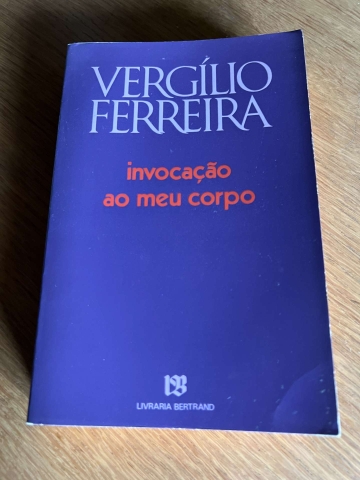 VERGÍLIO
FERREIRA
invocação
ao meu corpo
LIVRARIA BERTRAND